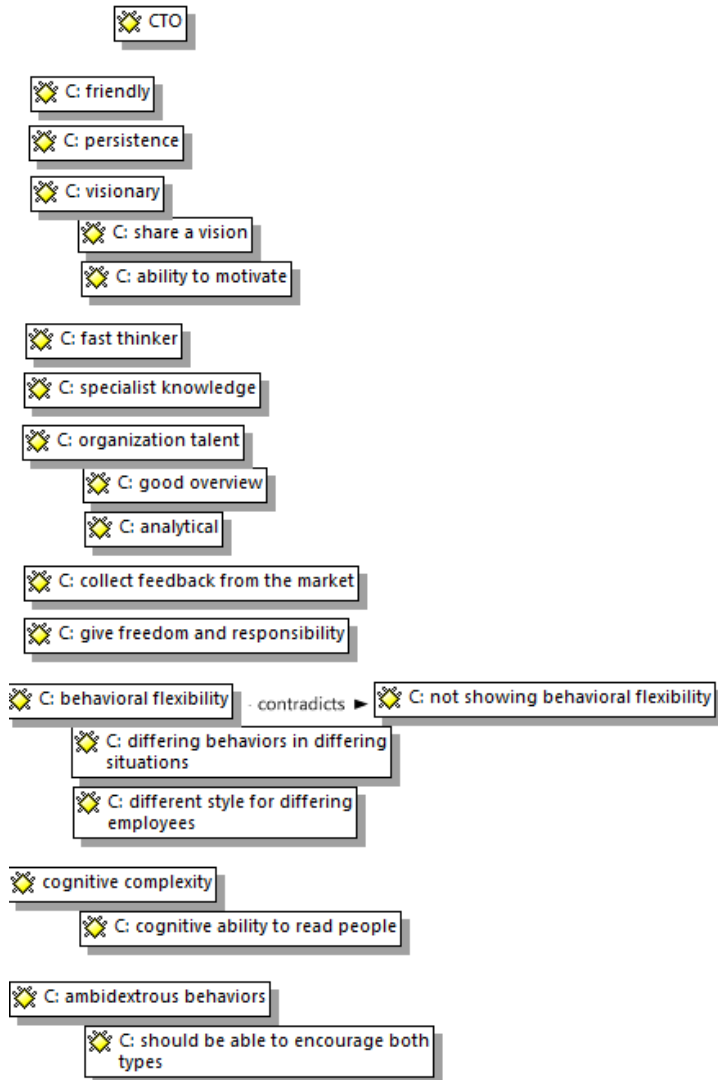 CTO
C: friendly
C: persistence
C: visionary
C: share a vision
C: ability to motivate
C: fast thinker
C: specialist knowledge
C: organization talent
C: good overview
C: analytical
C: collect feedback from the market
C: give freedom and responsibility
C: behavioral flexibility contradicts C: not showing behavioral flexibility
C: differing behaviors in differing
situations
C: different style for differing
employees
cognitive complexity
C: cognitive ability to read people
C: ambidextrous behaviors
C: should be able to encourage both
types